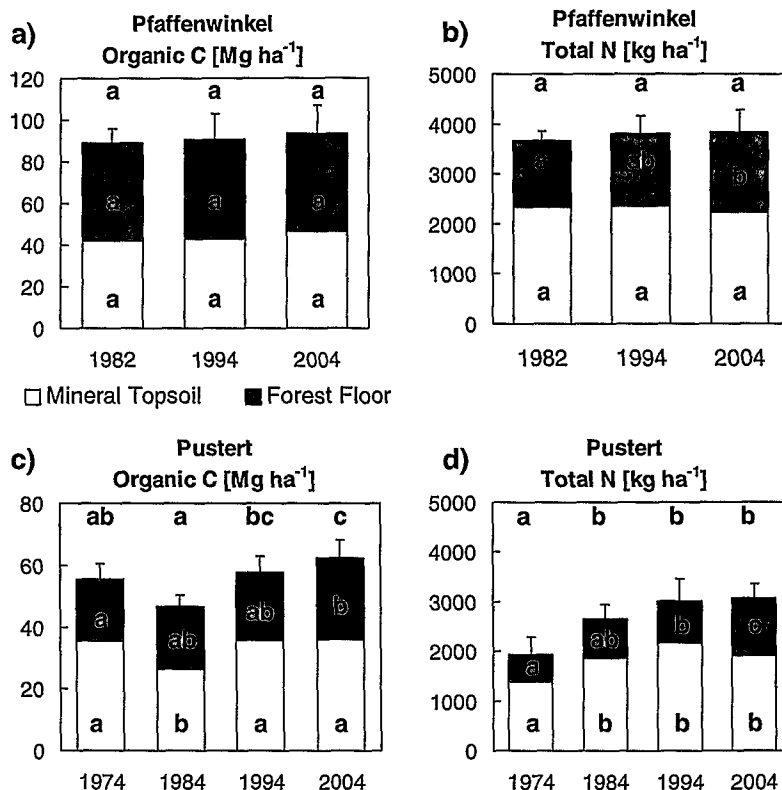 a)
Pfaffenwinkel
Organic C [Mg ha⁻¹]
120
100
80
60
40
20
0
a a a
a a a
a a a
1982 1994 2004
b)
Pfaffenwinkel
Total N [kg ha⁻¹]
5000
4000
3000
2000
1000
0
a a a
a ab b
a a a
1982 1994 2004
Mineral Topsoil Forest Floor
c)
Pustert
Organic C [Mg ha⁻¹]
80
60
40
20
0
ab a bc c
a ab ab b
a b a a
1974 1984 1994 2004
d)
Pustert
Total N [kg ha⁻¹]
5000
4000
3000
2000
1000
0
a b b b
a ab b c
a b b b
1974 1984 1994 2004